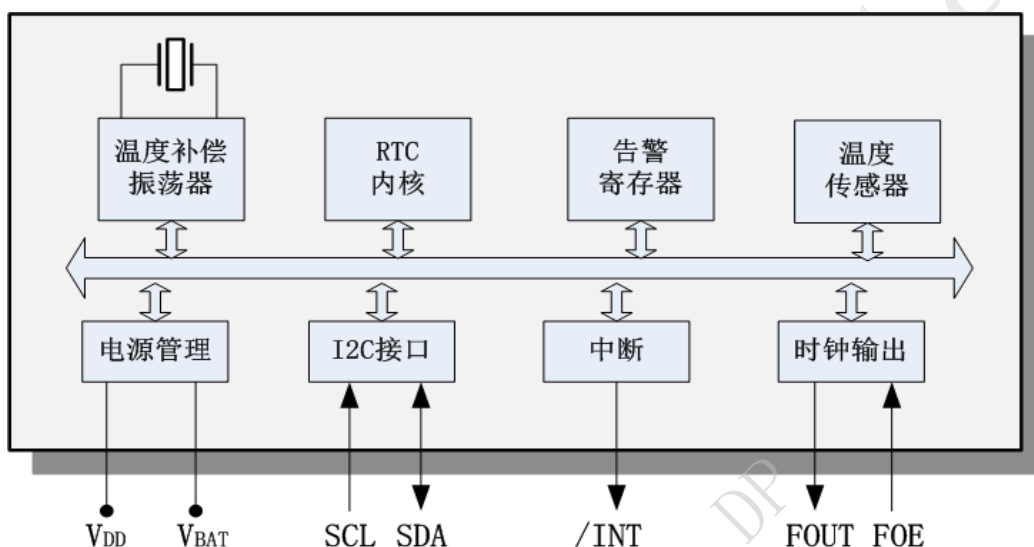 温度补偿
振荡器
RTC
内核
告警
寄存器
温度
传感器
电源管理
I2C接口
中断
时钟输出
VDD
VBAT
SCL
SDA
/INT
FOUT
FOE
DP